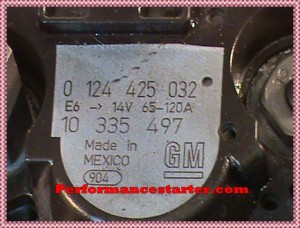 0 124 425 032
E6 → 14V 65-120A
10 335 497
Made in
MEXICO
GM
904
Performancestarter.com